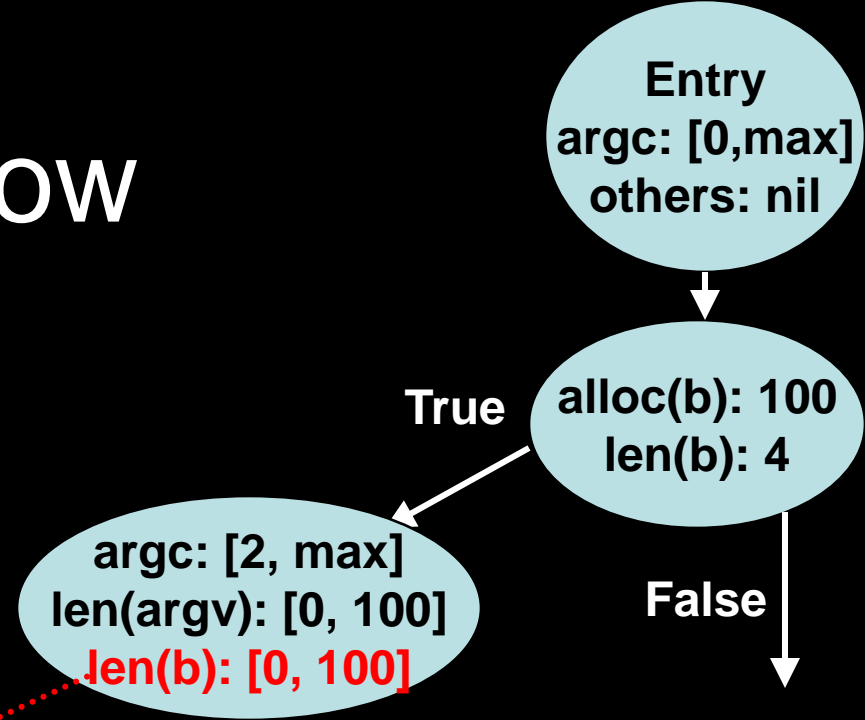 ow
Entry
argc: [0,max]
others: nil
True
alloc(b): 100
len(b): 4
argc: [2, max]
len(argv): [0, 100]
len(b): [0, 100]
False